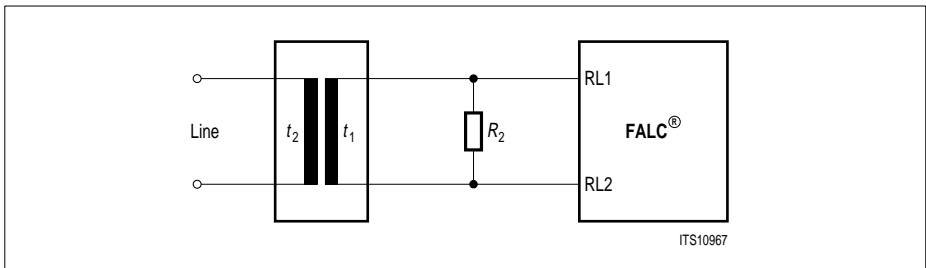 RL1
Line
t2
t1
R2
FALC®
RL2
ITS10967